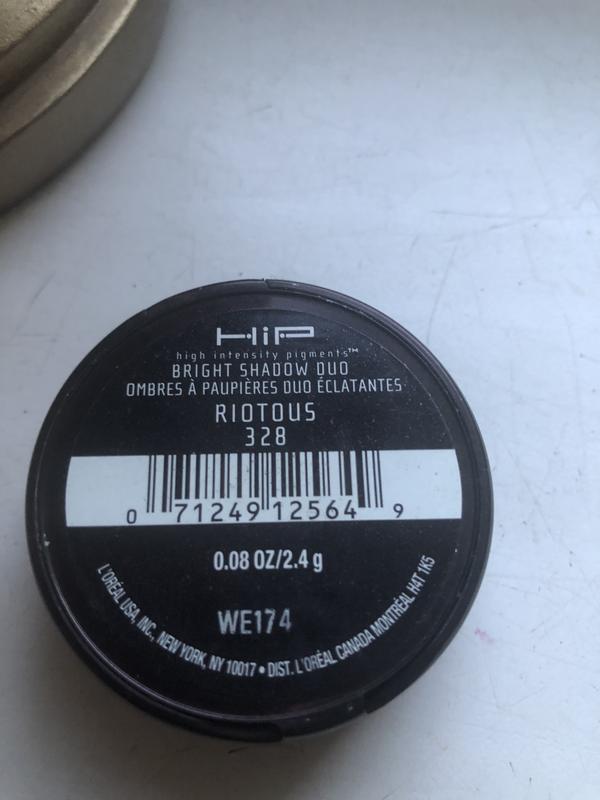 HiP
high intensity pigments™
BRIGHT SHADOW DUO
OMBRES À PAUPIÈRES DUO ÉCLATANTES
RIOTOUS
328
0 71249 12564 9
0.08 OZ/2.4 g
WE174
L'ORÉAL USA, INC., NEW YORK, NY 10017 • DIST. L'ORÉAL CANADA MONTRÉAL H4T 1K5